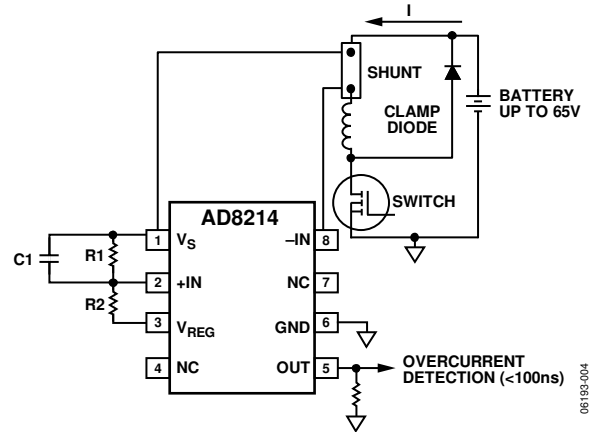 I
SHUNT
CLAMP
DIODE
BATTERY
UP TO 65V
SWITCH
AD8214
1 VS
–IN 8
C1
R1
2 +IN
NC 7
R2
3 VREG
GND 6
4 NC
OUT 5
OVERCURRENT
DETECTION (<100ns)
06193-004